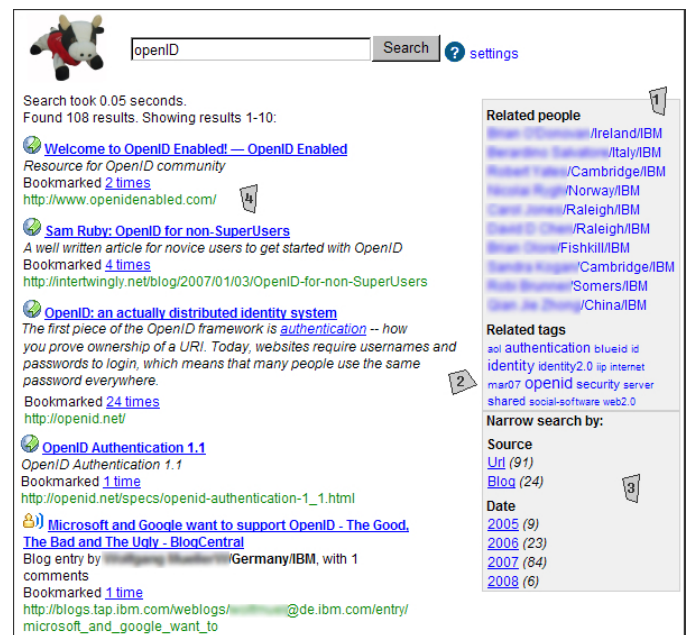 openID
Search
?
settings
Search took 0.05 seconds.
Found 108 results. Showing results 1-10:
Welcome to OpenID Enabled! — OpenID Enabled
Resource for OpenID community
Bookmarked 2 times
http://www.openidenabled.com/
4
Sam Ruby: OpenID for non-SuperUsers
A well written article for novice users to get started with OpenID
Bookmarked 4 times
http://intertwingly.net/blog/2007/01/03/OpenID-for-non-SuperUsers
OpenID: an actually distributed identity system
The first piece of the OpenID framework is authentication -- how
you prove ownership of a URI. Today, websites require usernames and
passwords to login, which means that many people use the same
password everywhere.
Bookmarked 24 times
http://openid.net/
2
OpenID Authentication 1.1
OpenID Authentication 1.1
Bookmarked 1 time
http://openid.net/specs/openid-authentication-1_1.html
Microsoft and Google want to support OpenID - The Good,
The Bad and The Ugly - BlogCentral
Blog entry by /Germany/IBM, with 1
comments
Bookmarked 1 time
http://blogs.tap.ibm.com/weblogs/ @de.ibm.com/entry/
microsoft_and_google_want_to
1
Related people
/Ireland/IBM
/Italy/IBM
/Cambridge/IBM
/Norway/IBM
/Raleigh/IBM
/Raleigh/IBM
/Fishkill/IBM
/Cambridge/IBM
/Somers/IBM
/China/IBM
Related tags
aol authentication blueid id
identity identity2.0 iip internet
mar07 openid security server
shared social-software web2.0
Narrow search by:
Source
Url (91)
Blog (24)
3
Date
2005 (9)
2006 (23)
2007 (84)
2008 (6)